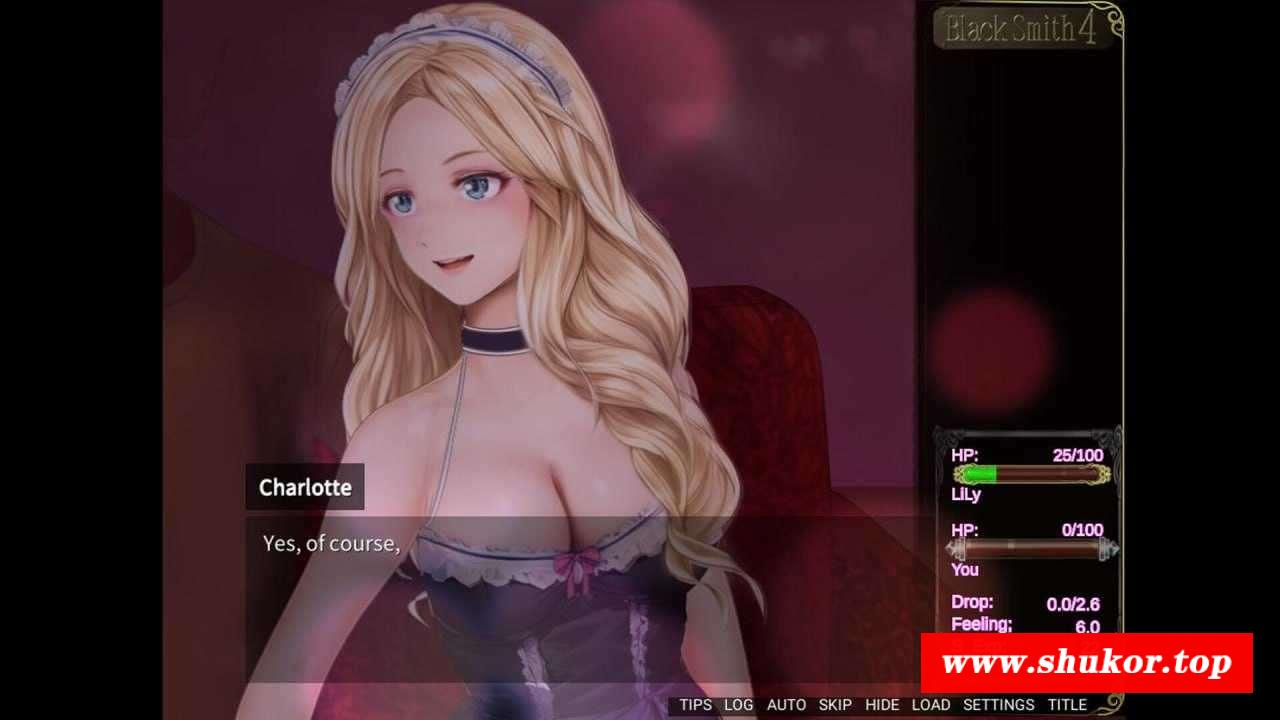 Black Smith 4
Charlotte
Yes, of course,
HP: 25/100
LiLy
HP: 0/100
You
Drop: 0.0/2.6
Feeling: 6.0
www.shukor.top
TIPS LOG AUTO SKIP HIDE LOAD SETTINGS TITLE